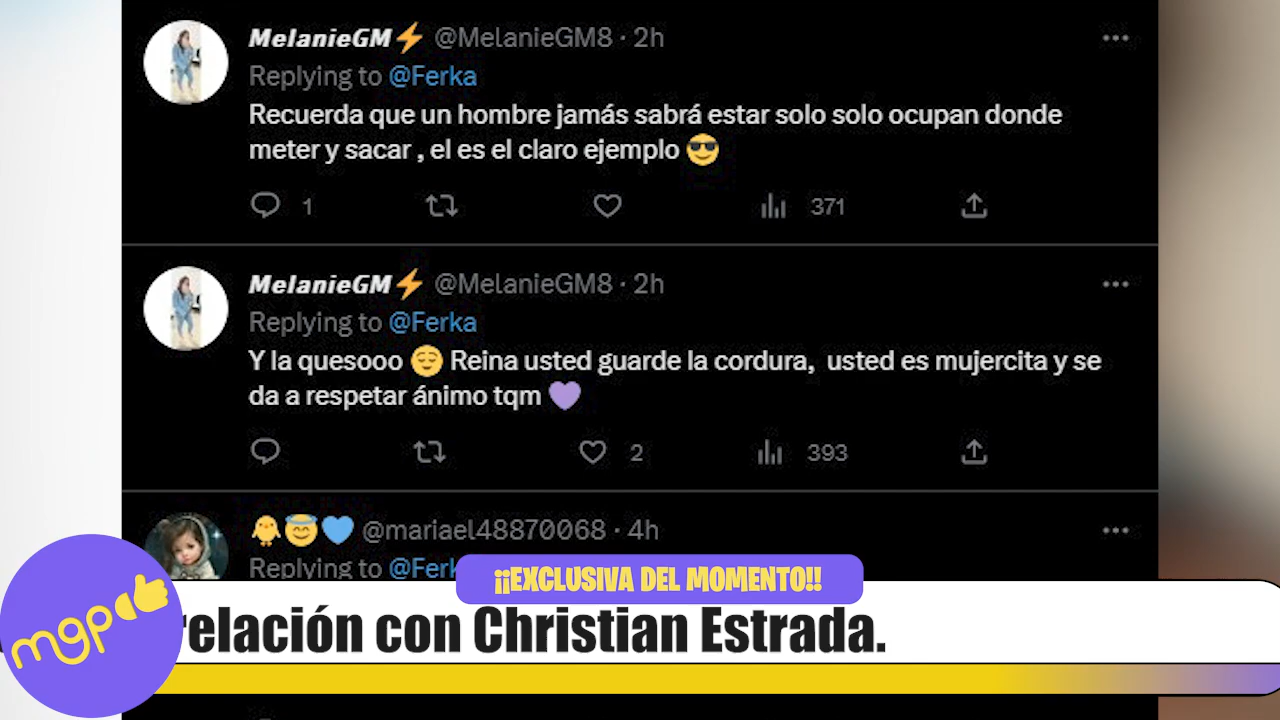 MelanieGM⚡ @MelanieGM8 · 2h
Replying to @Ferka
Recuerda que un hombre jamás sabrá estar solo solo ocupan donde
meter y sacar , el es el claro ejemplo 😎
1 371
MelanieGM⚡ @MelanieGM8 · 2h
Replying to @Ferka
Y la quesooo 😌 Reina usted guarde la cordura,  usted es mujercita y se
da a respetar ánimo tqm 💜
2 393
🐥😇💙 @mariael48870068 · 4h
Replying to @Ferk
¡¡EXCLUSIVA DEL MOMENTO!!
relación con Christian Estrada.
mgp